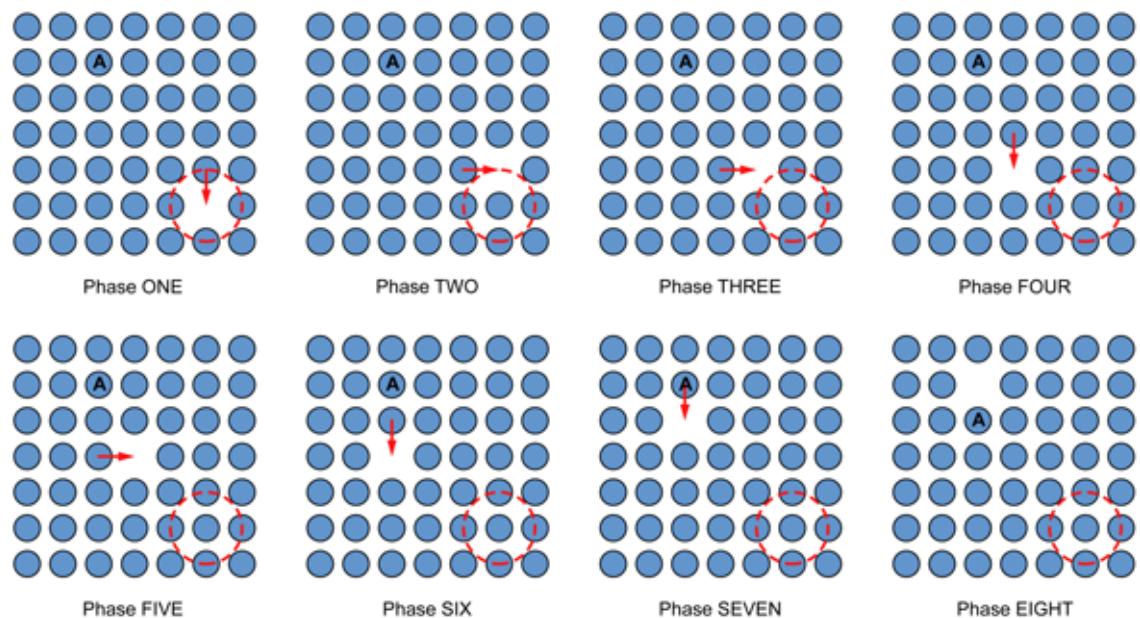 A
A
A
A
Phase ONE
Phase TWO
Phase THREE
Phase FOUR
A
A
A
A
Phase FIVE
Phase SIX
Phase SEVEN
Phase EIGHT